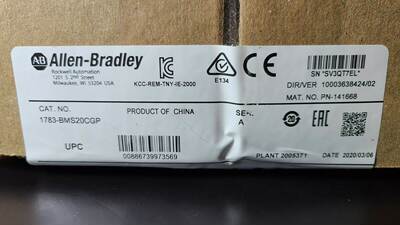 AB Allen-Bradley
Rockwell Automation
1201 S 2nd Street
Milwaukee, WI 53204 USA
KCC-REM-TNY-IE-2000
E134
SN "SV3QT7EL"
DIR/VER 10003638424/02
MAT. NO. PN-141668
CAT. NO.
PRODUCT OF CHINA
SER.
1783-BMS20CGP
A
UPC
00886739973569
PLANT 2005371
DATE 2020/03/06